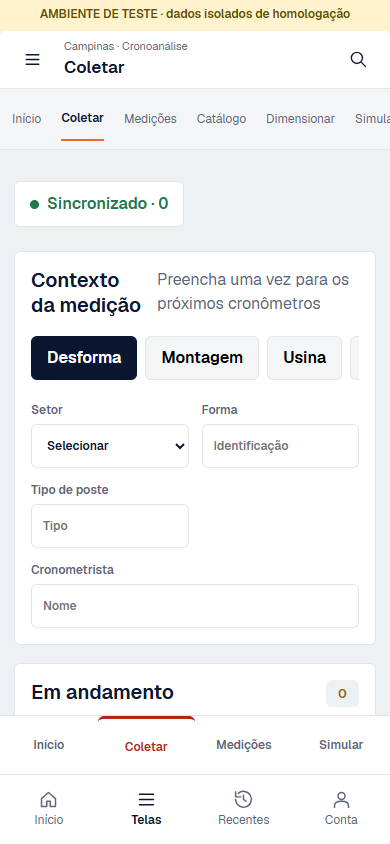 AMBIENTE DE TESTE · dados isolados de homologação
Campinas · Cronoanálise
Coletar
Início Coletar Medições Catálogo Dimensionar Simula
Sincronizado · 0
Contexto da medição
Preencha uma vez para os próximos cronômetros
Desforma Montagem Usina
Setor Forma
Selecionar Identificação
Tipo de poste
Tipo
Cronometrista
Nome
Em andamento 0
Início Coletar Medições Simular
Início Telas Recentes Conta